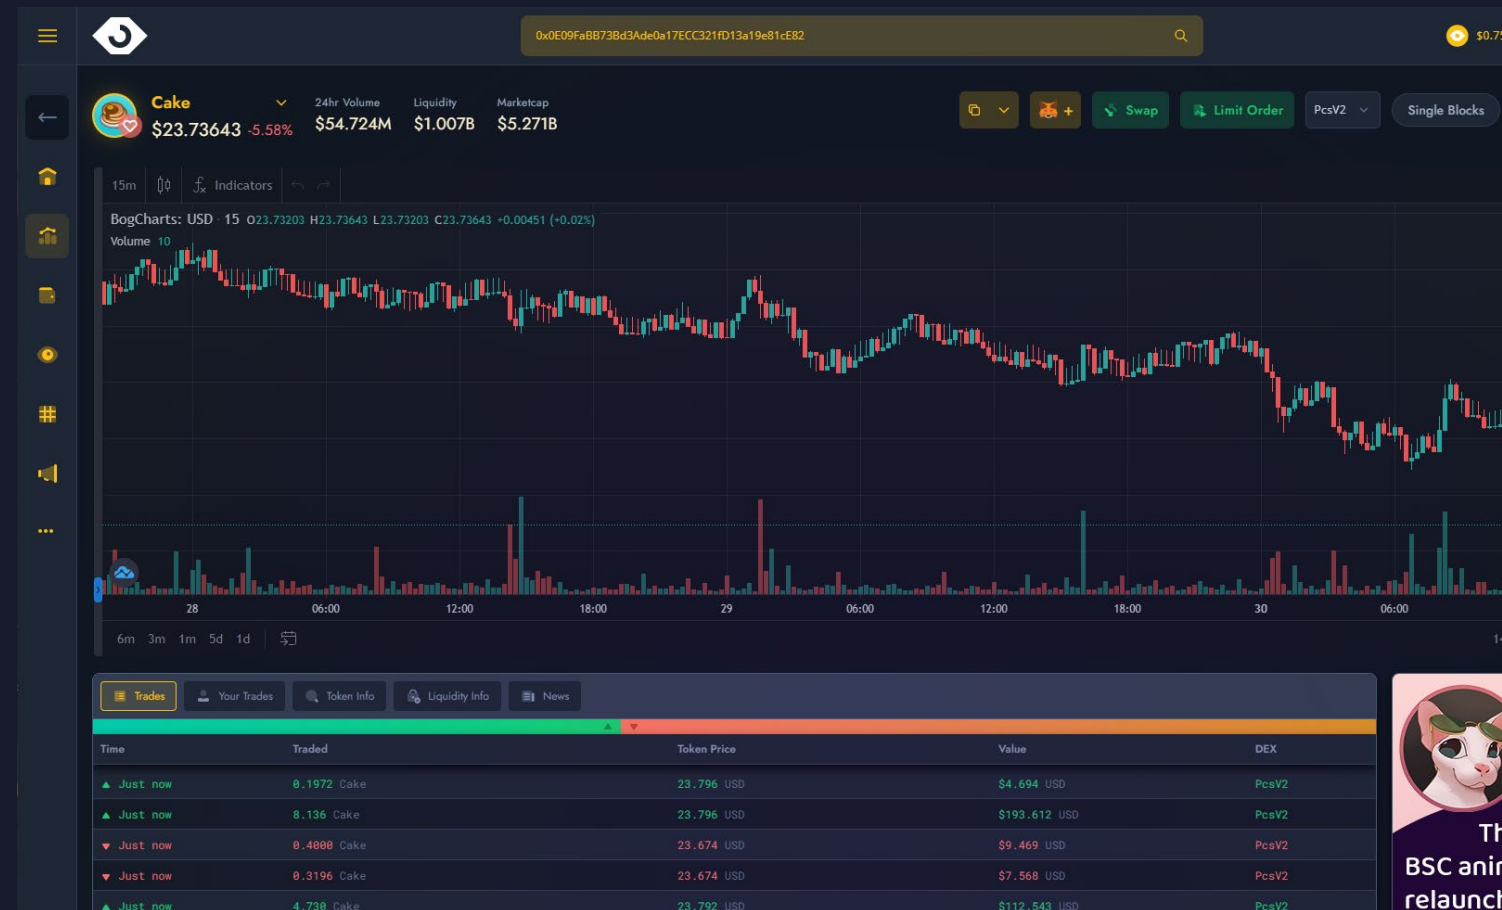 0x0E09FaBB73Bd3Ade0a17ECC321fD13a19e81cE82
$0.75
Cake
$23.73643 -5.58%
24hr Volume Liquidity Marketcap
$54.724M $1.007B $5.271B
Swap Limit Order PcsV2 Single Blocks
15m Indicators
BogCharts: USD · 15 O23.73203 H23.73643 L23.73203 C23.73643 +0.00451 (+0.02%)
Volume 10
28 06:00 12:00 18:00 29 06:00 12:00 18:00 30 06:00
6m 3m 1m 5d 1d
Trades Your Trades Token Info Liquidity Info News
Time Traded Token Price Value DEX
Just now 0.1972 Cake 23.796 USD $4.694 USD PcsV2
Just now 8.136 Cake 23.796 USD $193.612 USD PcsV2
Just now 0.4000 Cake 23.674 USD $9.469 USD PcsV2
Just now 0.3196 Cake 23.674 USD $7.568 USD PcsV2
Just now 4.730 Cake 23.792 USD $112.543 USD PcsV2
Th
BSC anim
relaunch